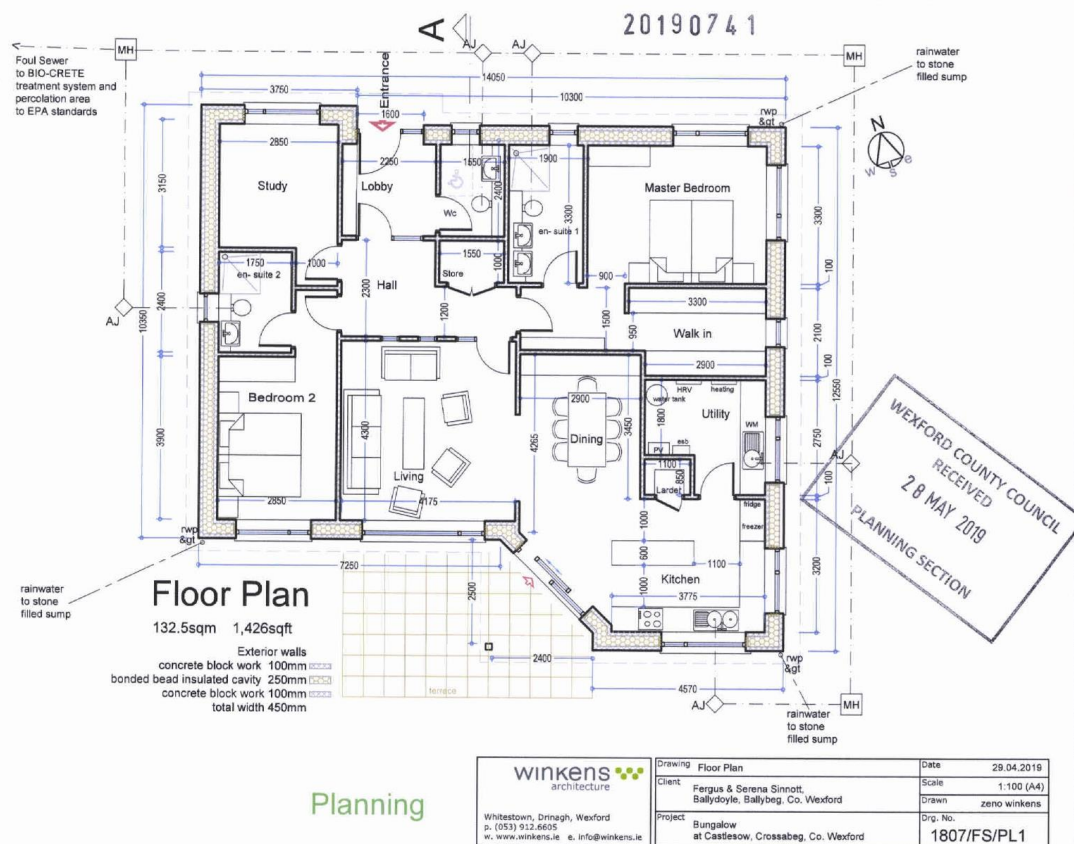 20190741
A
AJ
AJ
MH
MH
Foul Sewer
to BIO-CRETE
treatment system and
percolation area
to EPA standards
rainwater
to stone
filled sump
14050
3750
10300
Entrance
1600
rwp
&gt
N
w
s
e
2850
2250
1550
1900
Study
Lobby
Wc
2400
3300
en- suite 1
Master Bedroom
3150
3300
1750
1000
en- suite 2
Hall
2300
1550
Store
1000
1200
900
100
3300
1500
950
Walk in
2900
2100
100
AJ
10350
2400
12550
Bedroom 2
3900
2850
4300
Living
4175
2900
4265
Dining
3450
HRV
heating
water tank
1800
Utility
PV
esb
WM
1100
850
Larder
2750
100
AJ
fridge
freezer
1000
600
1000
1100
Kitchen
3775
3200
WEXFORD COUNTY COUNCIL
RECEIVED
28 MAY 2019
PLANNING SECTION
rwp
&gt
rainwater
to stone
filled sump
7250
2500
2400
terrace
4570
rwp
&gt
AJ
MH
rainwater
to stone
filled sump
Floor Plan
132.5sqm 1,426sqft
Exterior walls
concrete block work 100mm
bonded bead insulated cavity 250mm
concrete block work 100mm
total width 450mm
Planning
winkens
architecture
Whitestown, Drinagh, Wexford
p. (053) 912.6605
w. www.winkens.ie e. info@winkens.ie
Drawing Floor Plan
Client Fergus & Serena Sinnott,
Ballydoyle, Ballybeg, Co. Wexford
Project Bungalow
at Castlesow, Crossabeg, Co. Wexford
Date 29.04.2019
Scale 1:100 (A4)
Drawn zeno winkens
Drg. No.
1807/FS/PL1